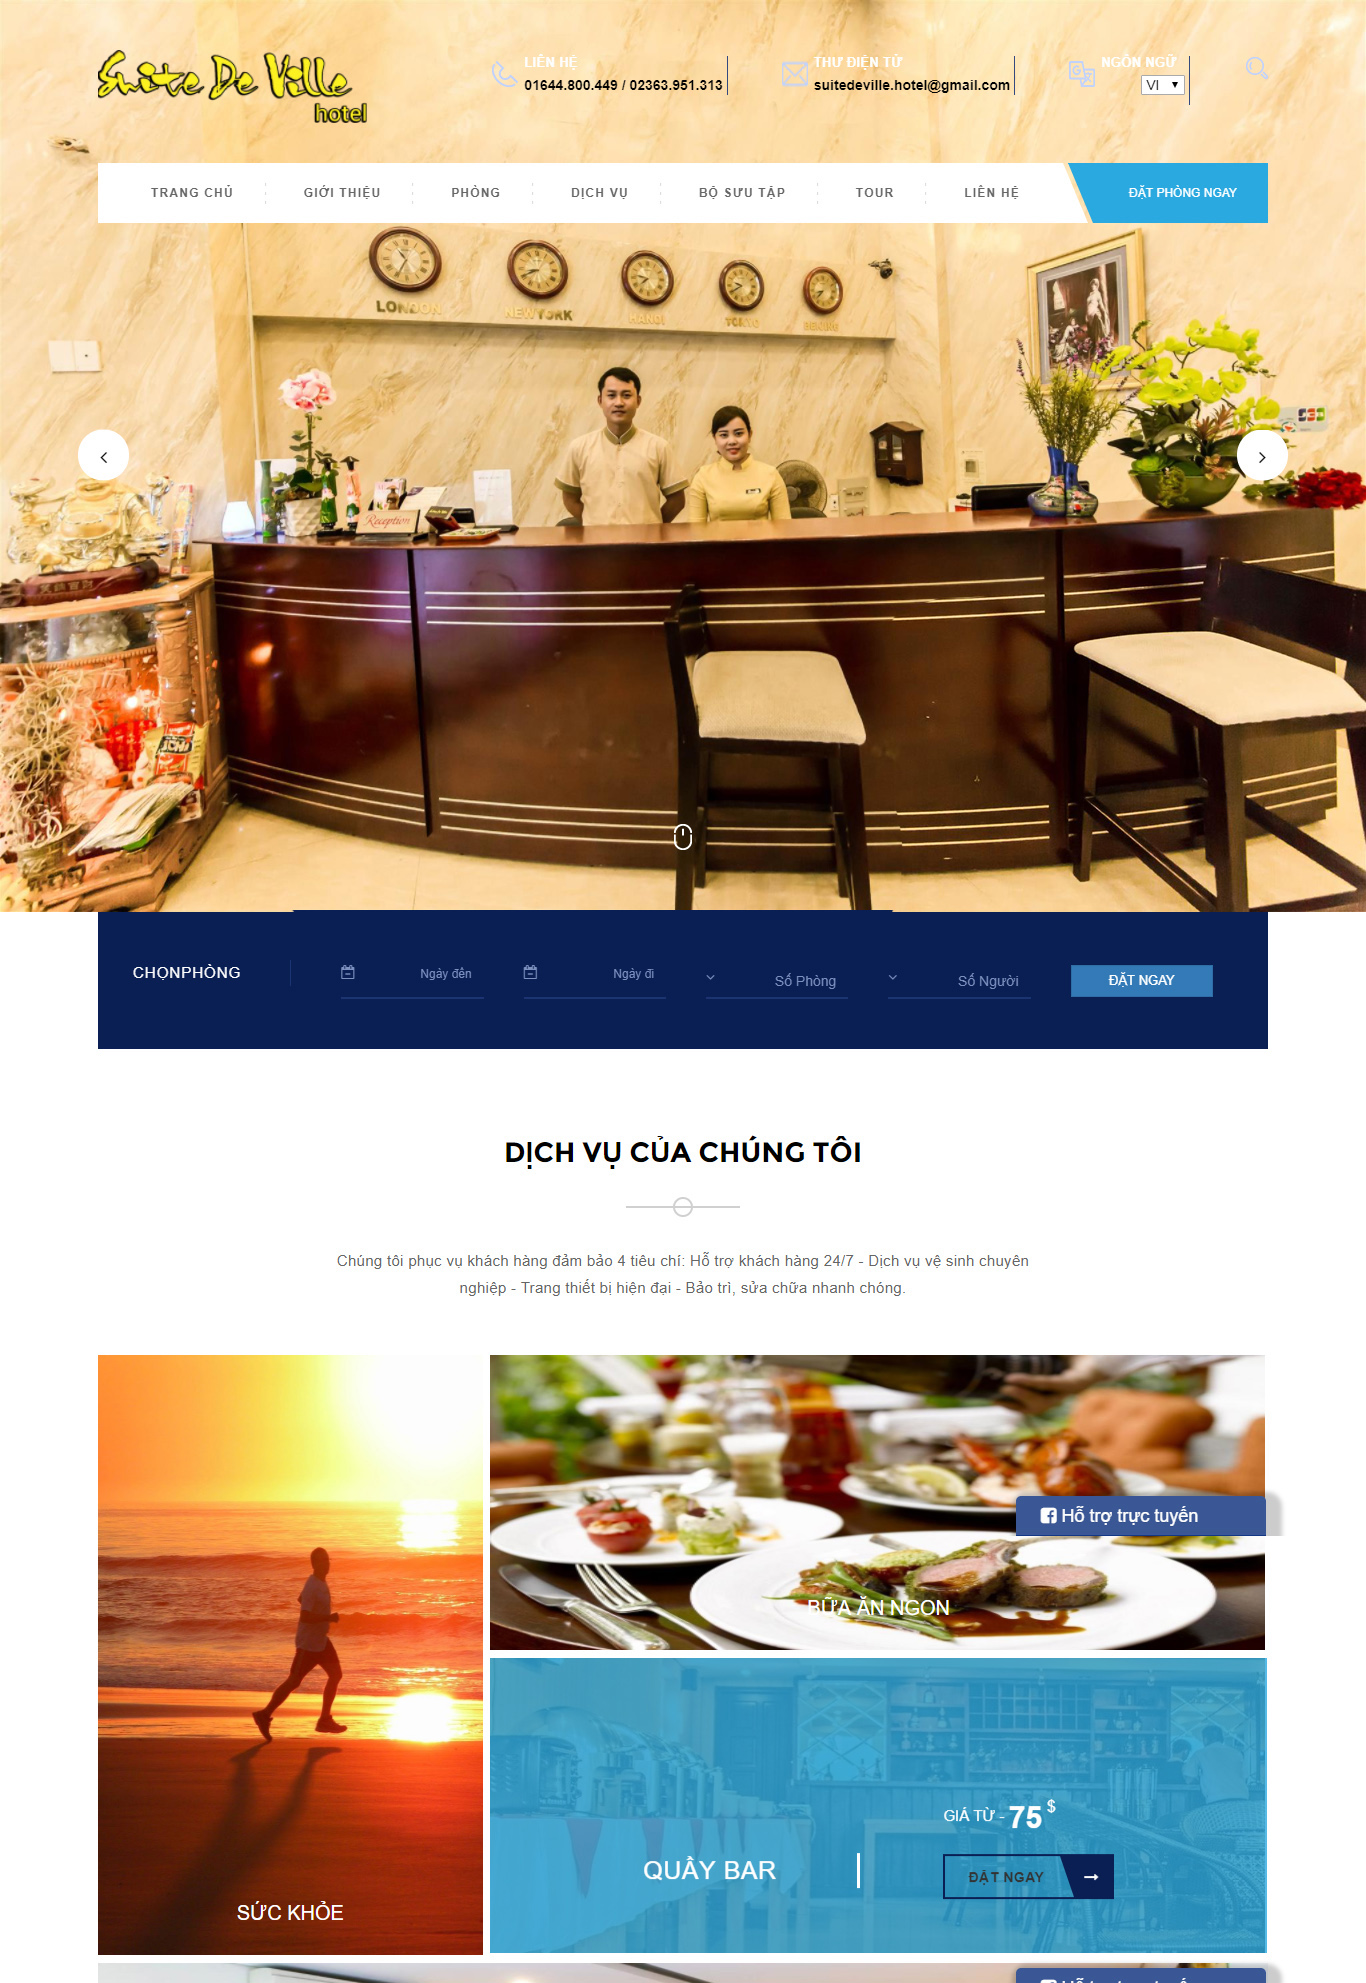 Suite De Ville
hotel
LIÊN HỆ
01644.800.449 / 02363.951.313
THƯ ĐIỆN TỬ
suitedeville.hotel@gmail.com
NGÔN NGỮ
VI
TRANG CHỦ
GIỚI THIỆU
PHÒNG
DỊCH VỤ
BỘ SƯU TẬP
TOUR
LIÊN HỆ
ĐẶT PHÒNG NGAY
LONDON
NEWYORK
HANOI
TOKYO
BEIJING
Reception
CHỌNPHÒNG
Ngày đến
Ngày đi
Số Phòng
Số Người
ĐẶT NGAY
DỊCH VỤ CỦA CHÚNG TÔI
Chúng tôi phục vụ khách hàng đảm bảo 4 tiêu chí: Hỗ trợ khách hàng 24/7 - Dịch vụ vệ sinh chuyên
nghiệp - Trang thiết bị hiện đại - Bảo trì, sửa chữa nhanh chóng.
Hỗ trợ trực tuyến
BỮA ĂN NGON
GIÁ TỪ - 75 $
QUẦY BAR
ĐẶT NGAY
SỨC KHỎE